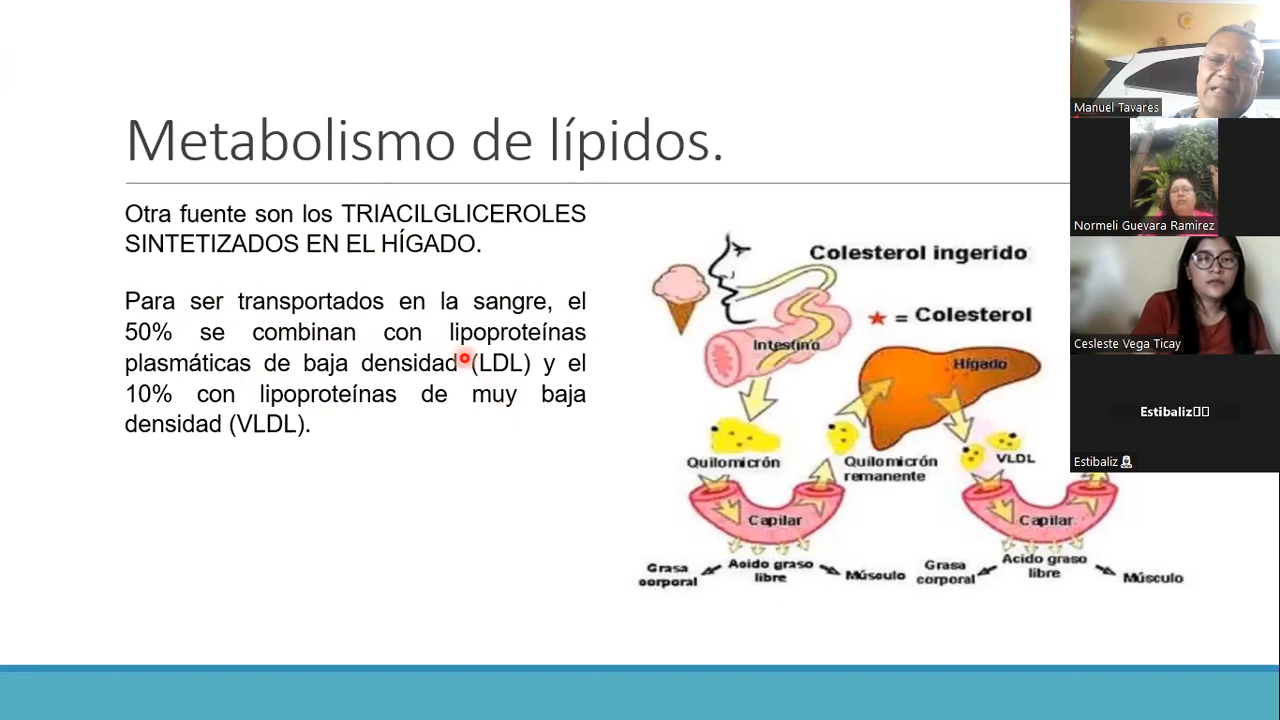 Metabolismo de lípidos.
Otra fuente son los TRIACILGLICEROLES
SINTETIZADOS EN EL HÍGADO.
Para ser transportados en la sangre, el
50% se combinan con lipoproteínas
plasmáticas de baja densidad (LDL) y el
10% con lipoproteínas de muy baja
densidad (VLDL).
Colesterol ingerido
= Colesterol
Intestino
Hígado
Quilomicrón
Quilomicrón
remanente
VLDL
Capilar
Capilar
Grasa
corporal
Acido graso
libre
Músculo
Grasa
corporal
Acido graso
libre
Músculo
Manuel Tavares
Normeli Guevara Ramirez
Cesleste Vega Ticay
Estibaliz
Estibaliz